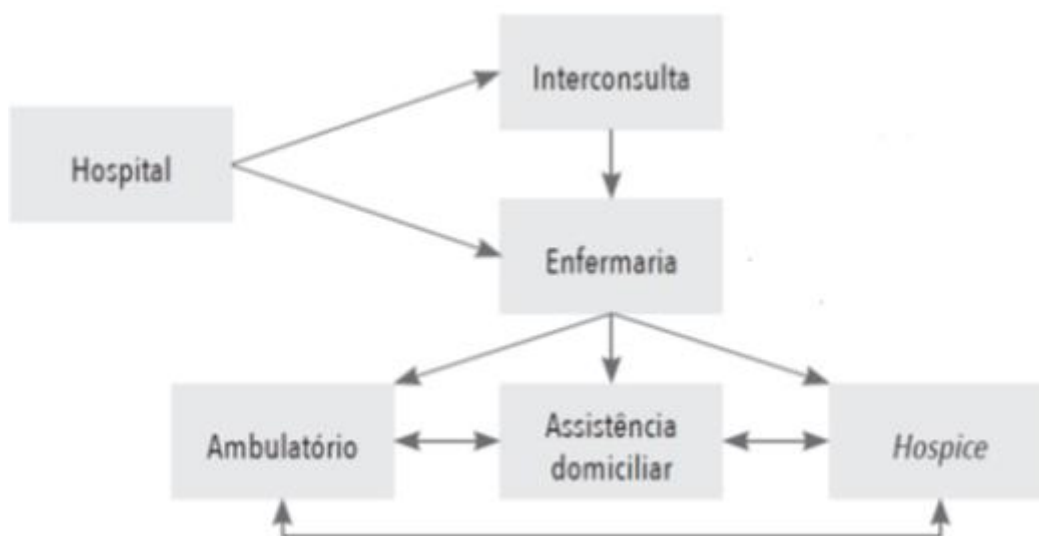 Interconsulta
Hospital
Enfermaria
Ambulatório
Assistência
domiciliar
Hospice